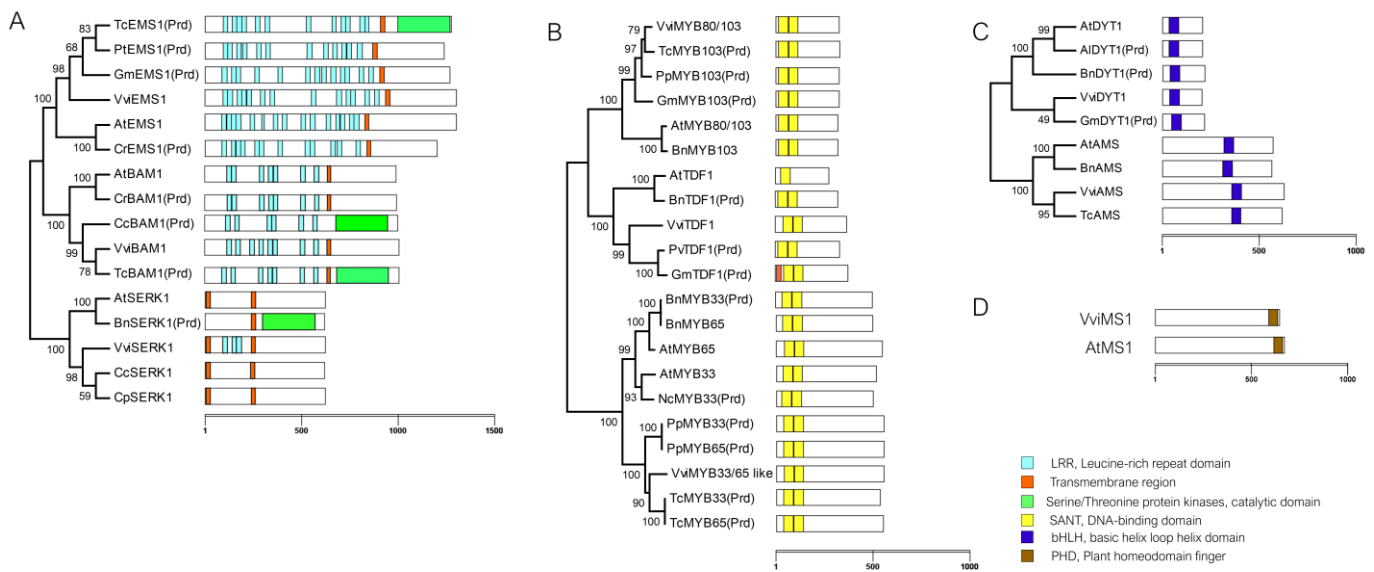 A
TcEMS1(Prd)
PtEMS1(Prd)
GmEMS1(Prd)
VviEMS1
AtEMS1
CrEMS1(Prd)
AtBAM1
CrBAM1(Prd)
CcBAM1(Prd)
VviBAM1
TcBAM1(Prd)
AtSERK1
BnSERK1(Prd)
VviSERK1
CcSERK1
CpSERK1
83
68
98
100
100
100
99
78
100
100
98
59
1 500 1000 1500
B
VviMYB80/103
TcMYB103(Prd)
PpMYB103(Prd)
GmMYB103(Prd)
AtMYB80/103
BnMYB103
AtTDF1
BnTDF1(Prd)
VviTDF1
PvTDF1(Prd)
GmTDF1(Prd)
BnMYB33(Prd)
BnMYB65
AtMYB65
AtMYB33
NcMYB33(Prd)
PpMYB33(Prd)
PpMYB65(Prd)
VviMYB33/65 like
TcMYB33(Prd)
TcMYB65(Prd)
79
97
99
100
100
100
100
99
100
100
99
93
100
100
100
90
100
1 500 1000
C
AtDYT1
AlDYT1(Prd)
BnDYT1(Prd)
VviDYT1
GmDYT1(Prd)
AtAMS
BnAMS
VviAMS
TcAMS
99
100
49
100
100
95
1 500 1000
D
VviMS1
AtMS1
1 500 1000
LRR, Leucine-rich repeat domain
Transmembrane region
Serine/Threonine protein kinases, catalytic domain
SANT, DNA-binding domain
bHLH, basic helix loop helix domain
PHD, Plant homeodomain finger